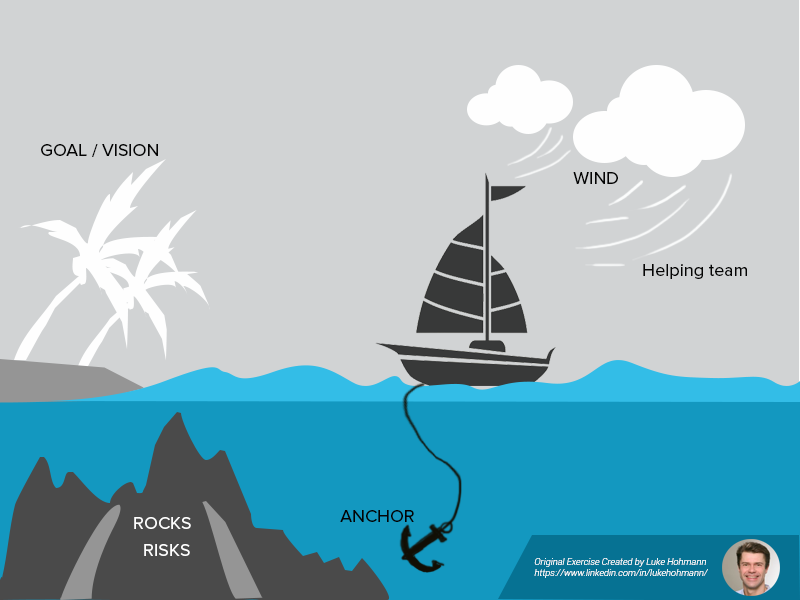 GOAL / VISION
WIND
Helping team
ANCHOR
ROCKS
RISKS
Original Exercise Created by Luke Hohmann
https://www.linkedin.com/in/lukehohmann/